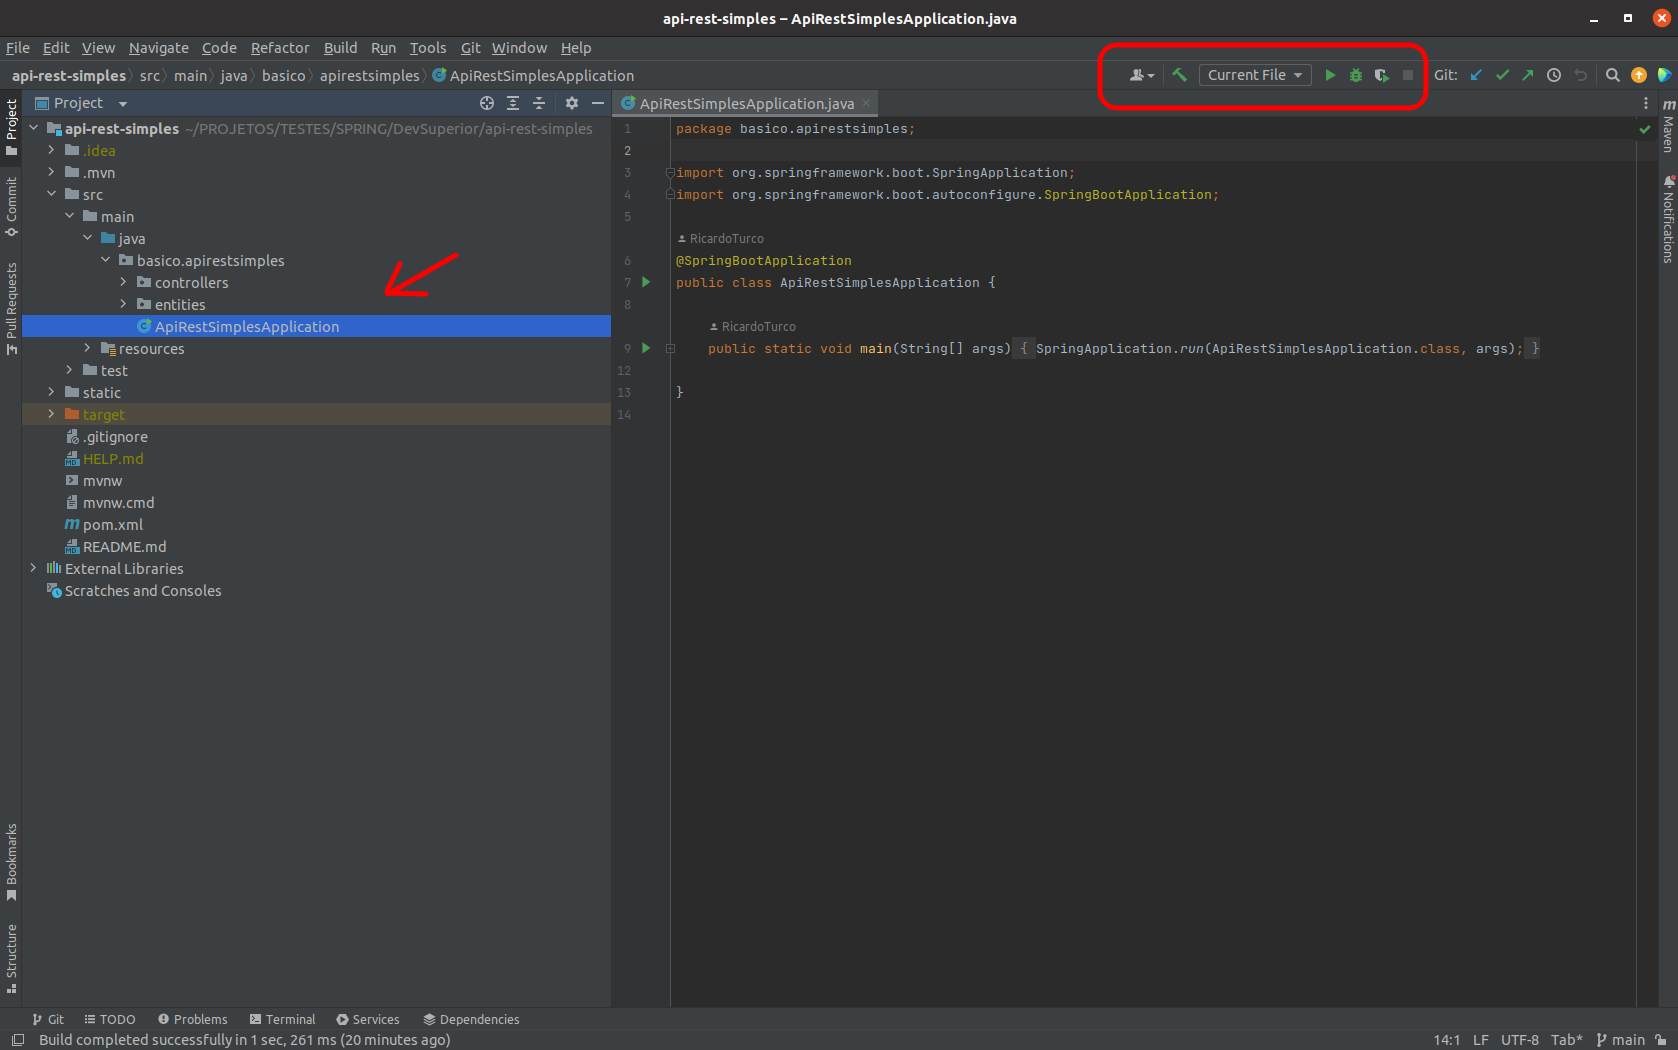 api-rest-simples – ApiRestSimplesApplication.java
File Edit View Navigate Code Refactor Build Run Tools Git Window Help
api-rest-simples src main java basico apirestsimples ApiRestSimplesApplication
Current File
Git:
Project
ApiRestSimplesApplication.java
api-rest-simples ~/PROJETOS/TESTES/SPRING/DevSuperior/api-rest-simples
.idea
.mvn
src
main
java
basico.apirestsimples
controllers
entities
ApiRestSimplesApplication
resources
test
static
target
.gitignore
HELP.md
mvnw
mvnw.cmd
pom.xml
README.md
External Libraries
Scratches and Consoles
1 package basico.apirestsimples;
2
3 import org.springframework.boot.SpringApplication;
4 import org.springframework.boot.autoconfigure.SpringBootApplication;
5
RicardoTurco
6 @SpringBootApplication
7 public class ApiRestSimplesApplication {
8
RicardoTurco
9 public static void main(String[] args) { SpringApplication.run(ApiRestSimplesApplication.class, args); }
12
13 }
14
Project
Commit
Pull Requests
Bookmarks
Structure
m
Maven
Notifications
Git TODO Problems Terminal Services Dependencies
Build completed successfully in 1 sec, 261 ms (20 minutes ago)
14:1 LF UTF-8 Tab* main